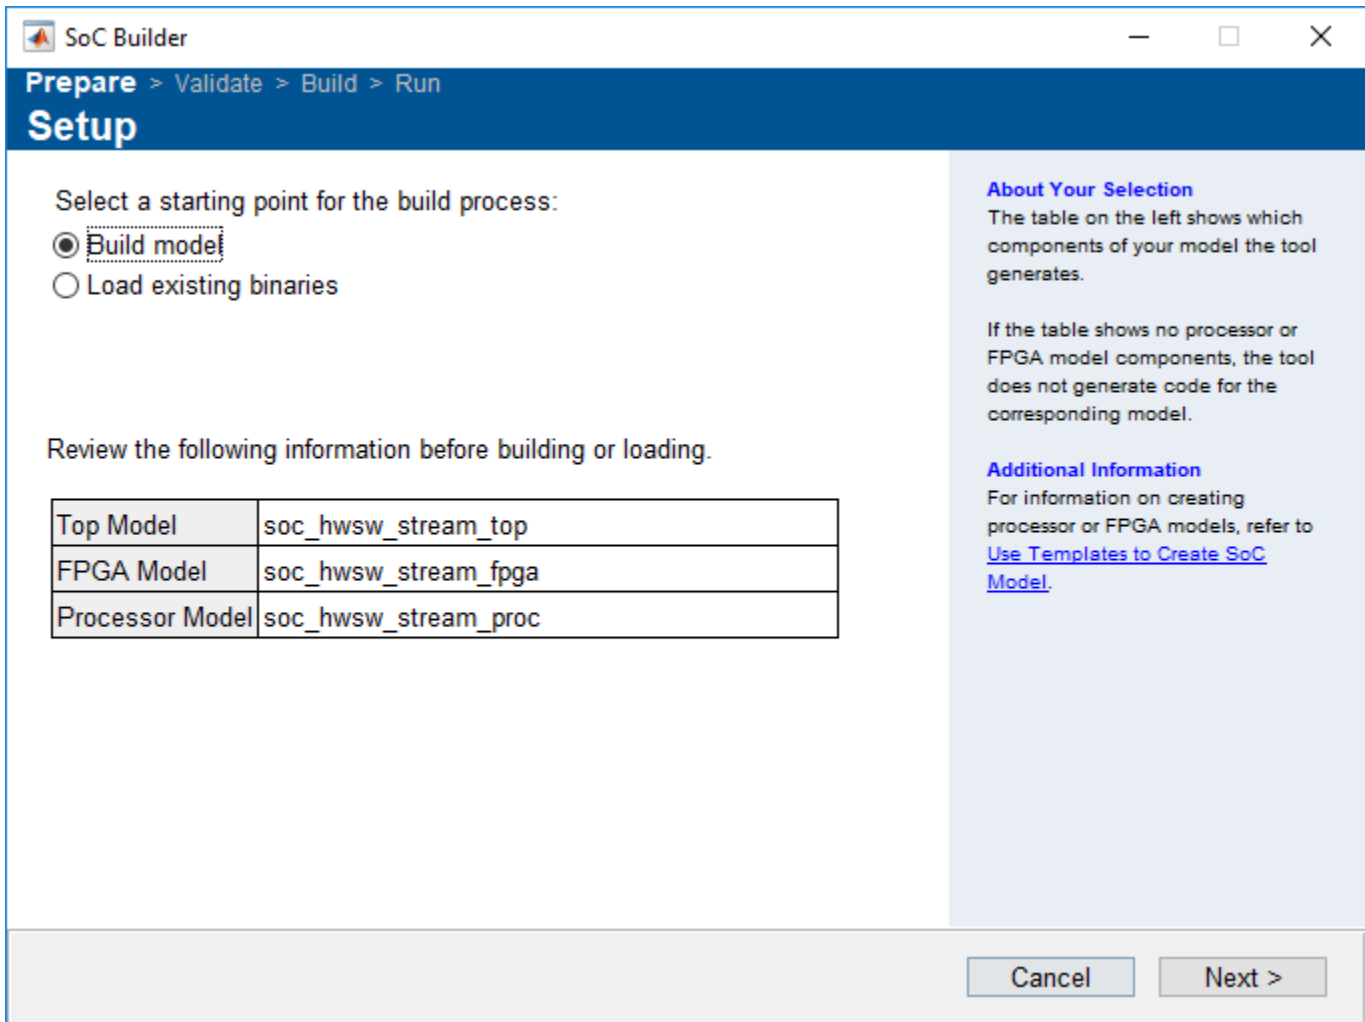 SoC Builder
Prepare > Validate > Build > Run
Setup
Select a starting point for the build process:
Build model
Load existing binaries
Review the following information before building or loading.
Top Model soc_hwsw_stream_top
FPGA Model soc_hwsw_stream_fpga
Processor Model soc_hwsw_stream_proc
About Your Selection
The table on the left shows which
components of your model the tool
generates.
If the table shows no processor or
FPGA model components, the tool
does not generate code for the
corresponding model.
Additional Information
For information on creating
processor or FPGA models, refer to
Use Templates to Create SoC
Model.
Cancel
Next >